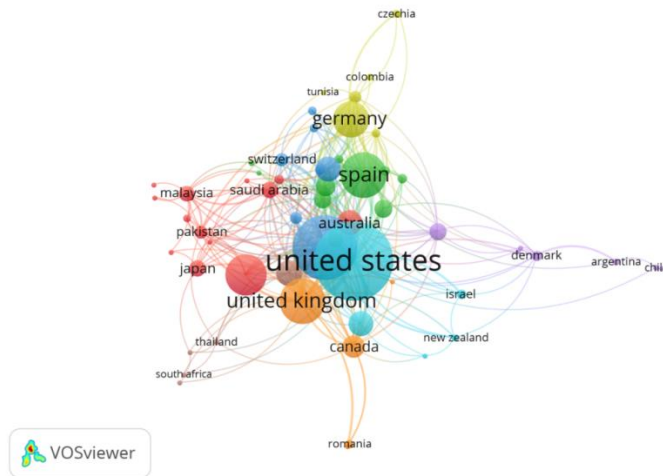 czechia
colombia
tunisia
germany
switzerland
spain
malaysia
saudi arabia
australia
pakistan
denmark
united states
argentina
chil
japan
israel
united kingdom
new zealand
thailand
canada
south africa
romania
VOSviewer